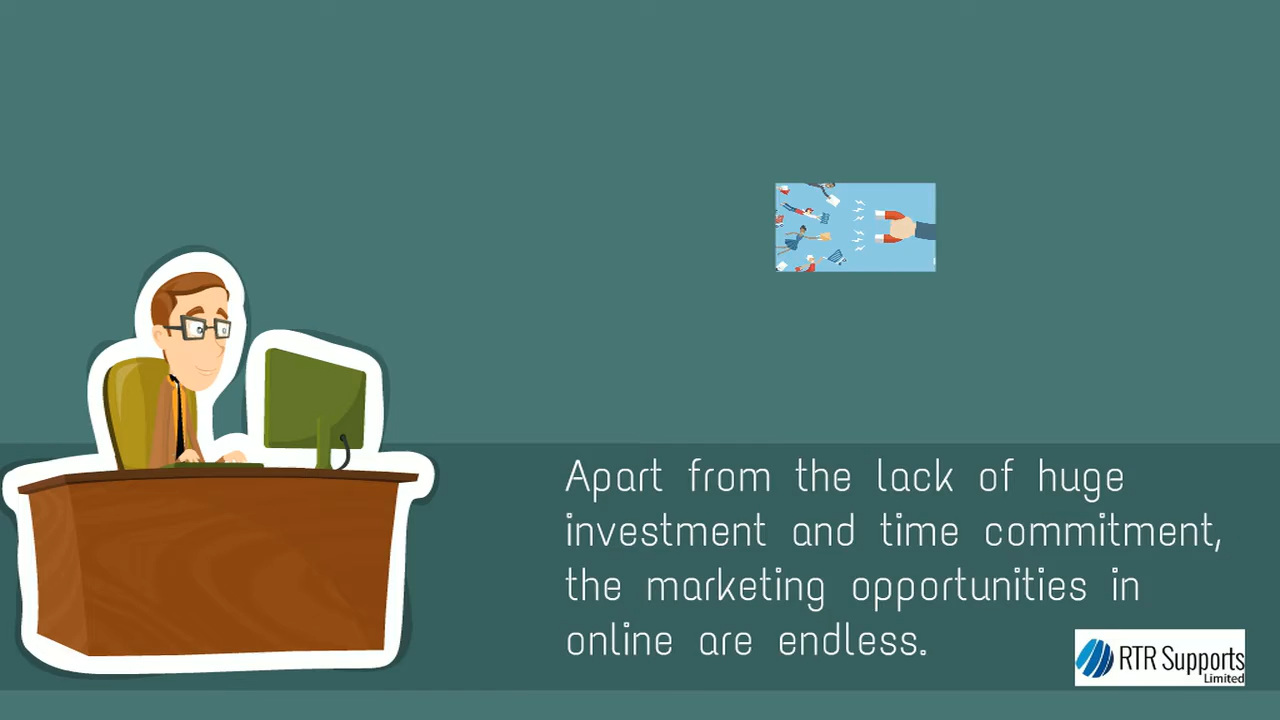 Apart from the lack of huge
investment and time commitment,
the marketing opportunities in
online are endless.
RTR Supports
Limited